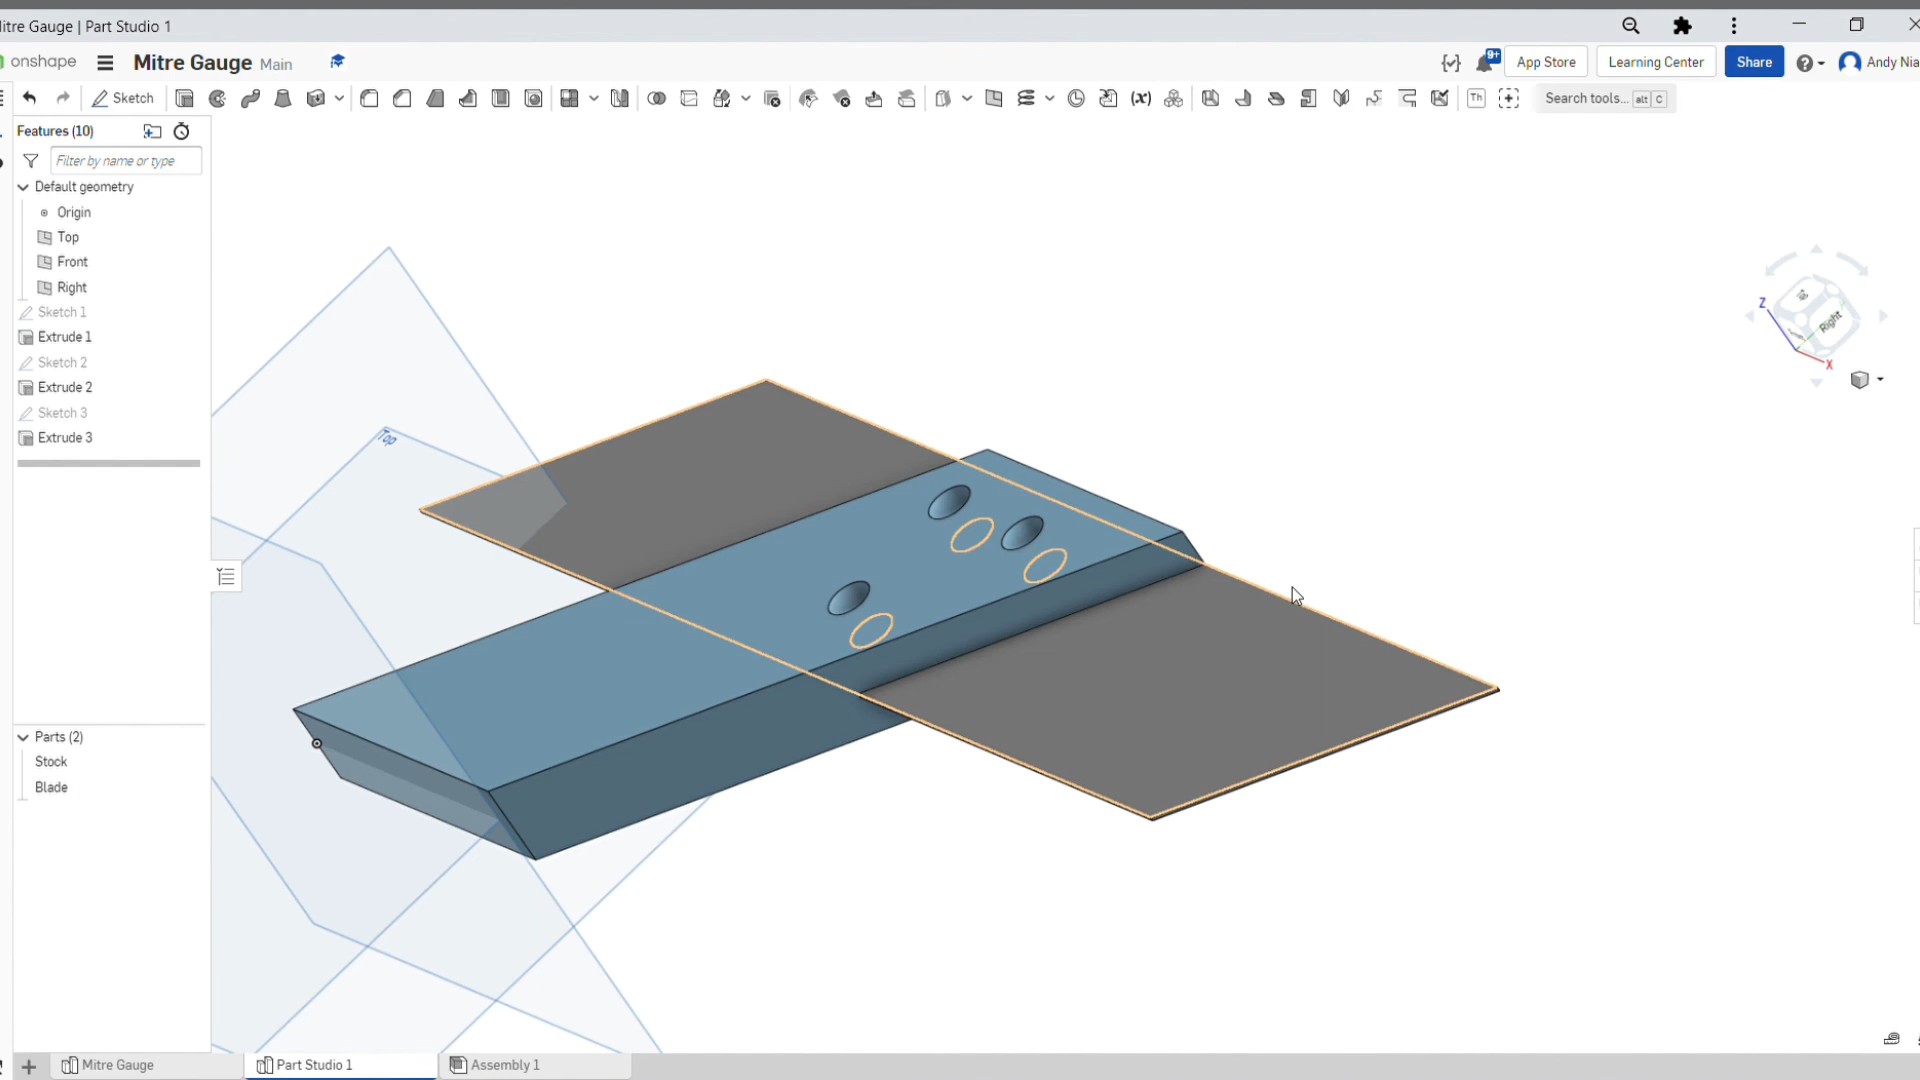 itre Gauge | Part Studio 1
onshape
Mitre Gauge Main
9+
App Store
Learning Center
Share
Andy Nia
Sketch
(x)
Th
Search tools... alt C
Features (10)
Filter by name or type
Default geometry
Origin
Top
Front
Right
Sketch 1
Extrude 1
Sketch 2
Extrude 2
Sketch 3
Extrude 3
Top
Z
Right
X
Parts (2)
Stock
Blade
Mitre Gauge
Part Studio 1
Assembly 1